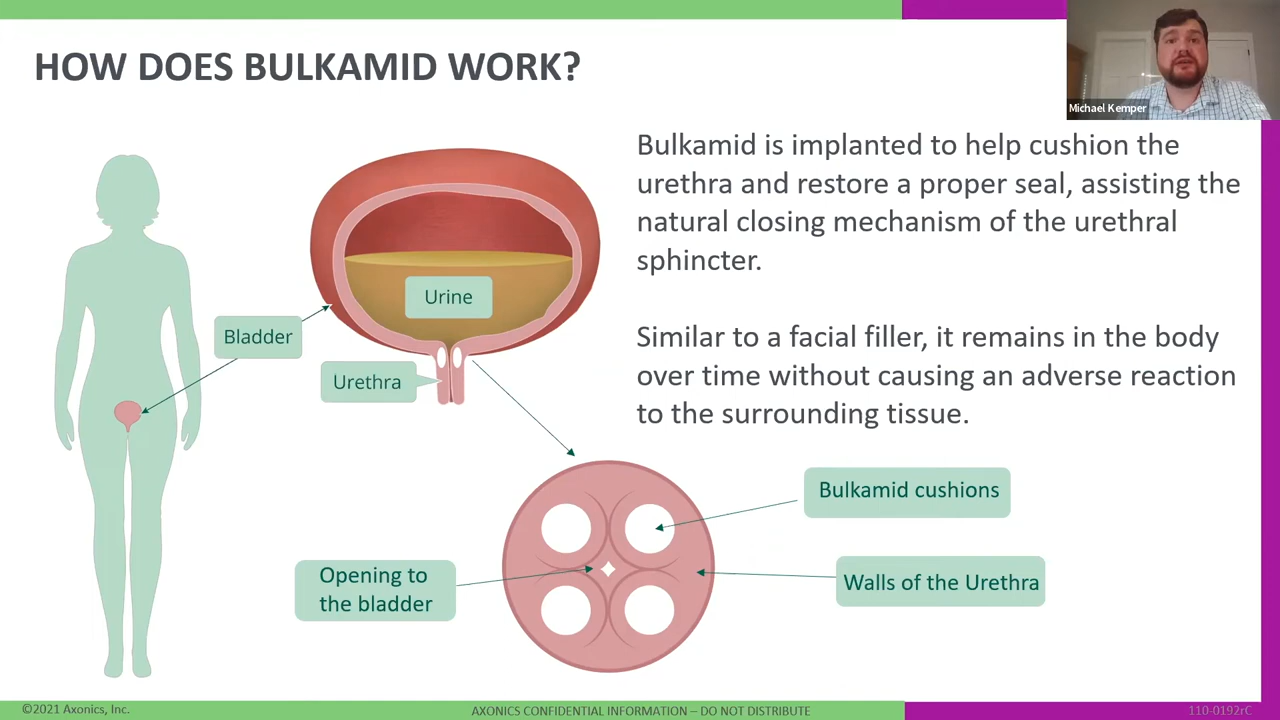 HOW DOES BULKAMID WORK?
Michael Kemper
Bulkamid is implanted to help cushion the
urethra and restore a proper seal, assisting the
natural closing mechanism of the urethral
sphincter.
Similar to a facial filler, it remains in the body
over time without causing an adverse reaction
to the surrounding tissue.
Urine
Bladder
Urethra
Bulkamid cushions
Opening to
the bladder
Walls of the Urethra
©2021 Axonics, Inc.
AXONICS CONFIDENTIAL INFORMATION – DO NOT DISTRIBUTE
110-0192rC